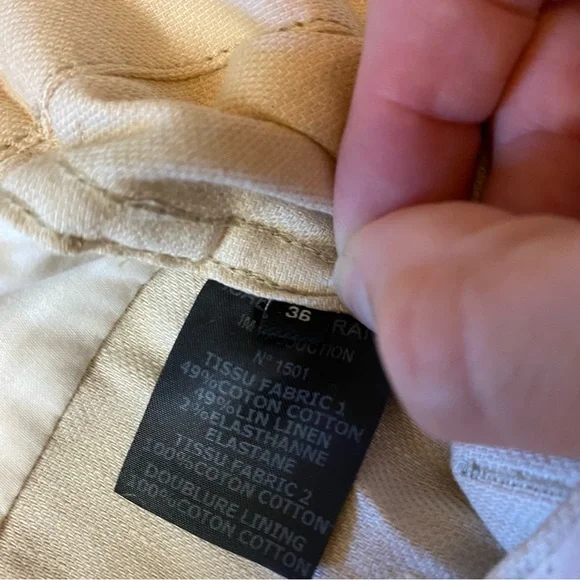 36
N° 1501
TISSU FABRIC 1
49%COTON COTTON
49%LIN LINEN
2%ELASTHANNE
ELASTANE
TISSU FABRIC 2
100%COTON COTTON
DOUBLURE LINING
100%COTON COTTON